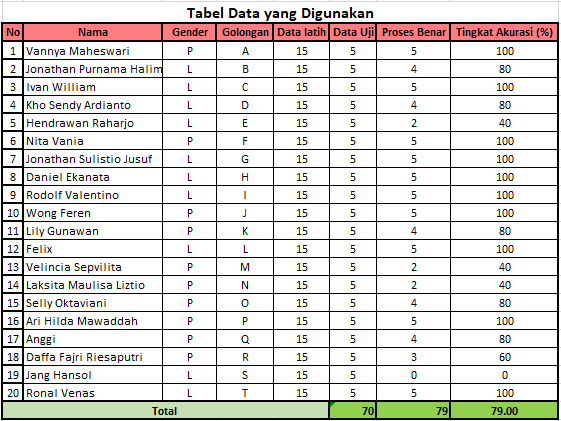 Tabel Data yang Digunakan
No Nama Gender Golongan Data latih Data Uji Proses Benar Tingkat Akurasi (%)
1 Vannya Maheswari P A 15 5 5 100
2 Jonathan Purnama Halim L B 15 5 4 80
3 Ivan William L C 15 5 5 100
4 Kho Sendy Ardianto L D 15 5 4 80
5 Hendrawan Raharjo L E 15 5 2 40
6 Nita Vania P F 15 5 5 100
7 Jonathan Sulistio Jusuf L G 15 5 5 100
8 Daniel Ekanata L H 15 5 5 100
9 Rodolf Valentino L I 15 5 5 100
10 Wong Feren P J 15 5 5 100
11 Lily Gunawan P K 15 5 4 80
12 Felix L L 15 5 5 100
13 Velincia Sepvilita P M 15 5 2 40
14 Laksita Maulisa Liztio P N 15 5 2 40
15 Selly Oktaviani P O 15 5 4 80
16 Ari Hilda Mawaddah P P 15 5 5 100
17 Anggi P Q 15 5 4 80
18 Daffa Fajri Riesaputri P R 15 5 3 60
19 Jang Hansol L S 15 5 0 0
20 Ronal Venas L T 15 5 5 100
Total 70 79 79.00